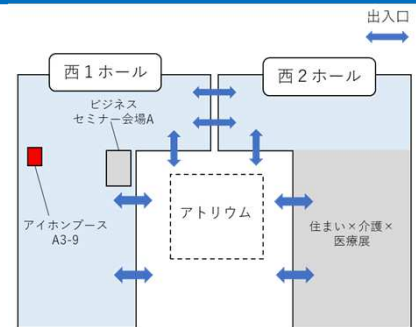 出入口
西1ホール
西2ホール
ビジネス
セミナー会場A
アイホンブース
A3-9
アトリウム
住まい×介護×
医療展